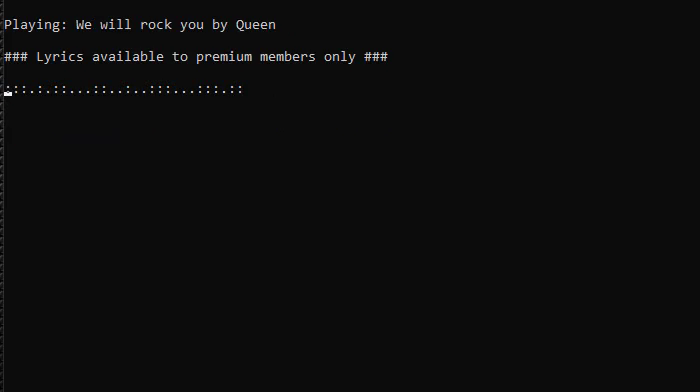 Playing: We will rock you by Queen
### Lyrics available to premium members only ###
.::.:.::...::..:..:::...:::.::